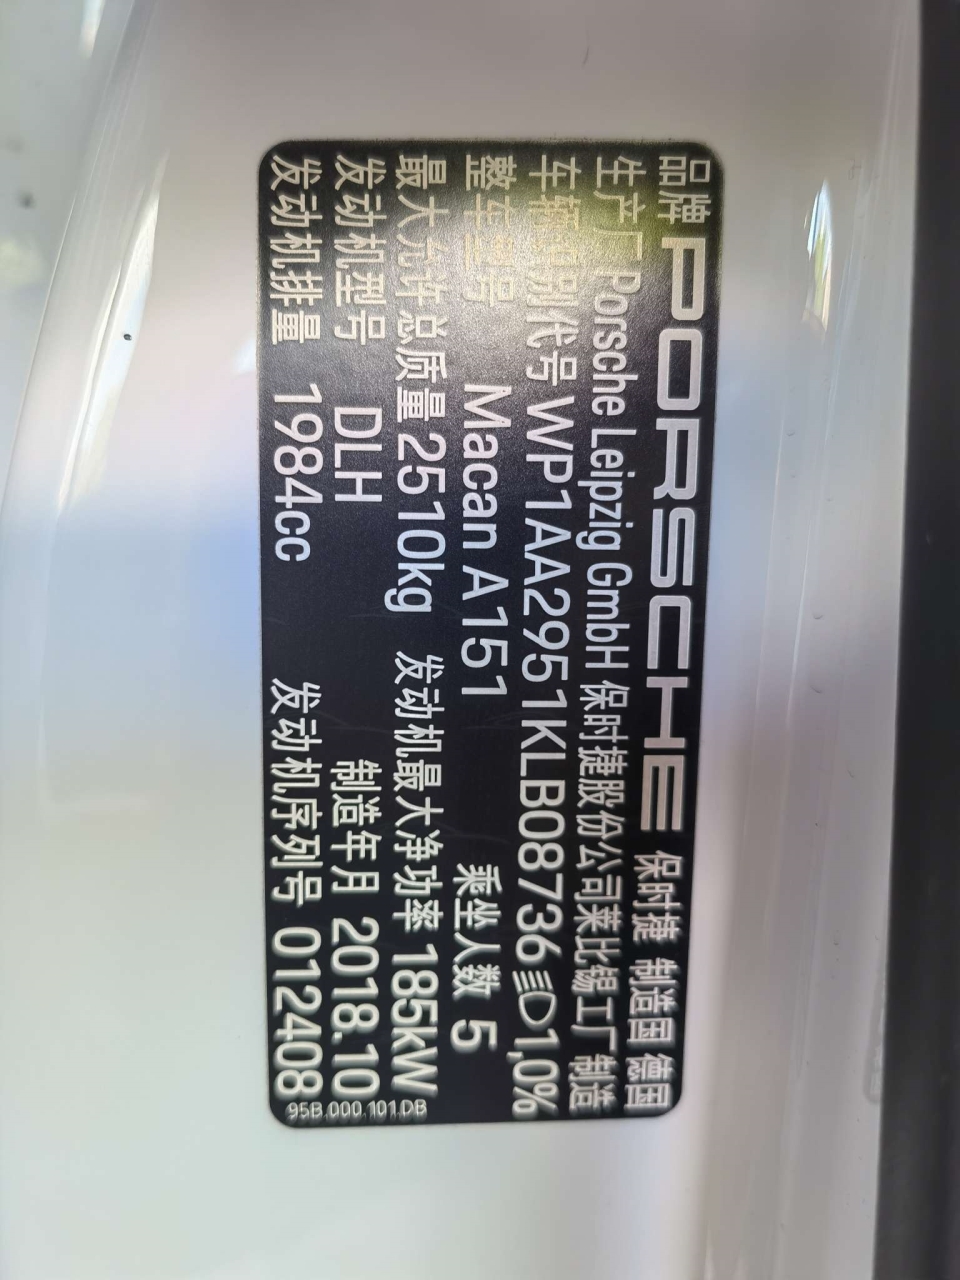 品牌 PORSCHE 保时捷 制造国 德国
生产厂 Porsche Leipzig GmbH 保时捷股份公司莱比锡工厂制造
车辆识别代号 WP1AA2951KLB08736 1,0%
整车型号 Macan A151 乘坐人数 5
最大允许总质量 2510kg 发动机最大净功率 185kW
发动机型号 DLH 制造年月 2018.10
发动机排量 1984cc 发动机序列号 012408
95B.000.101.DB